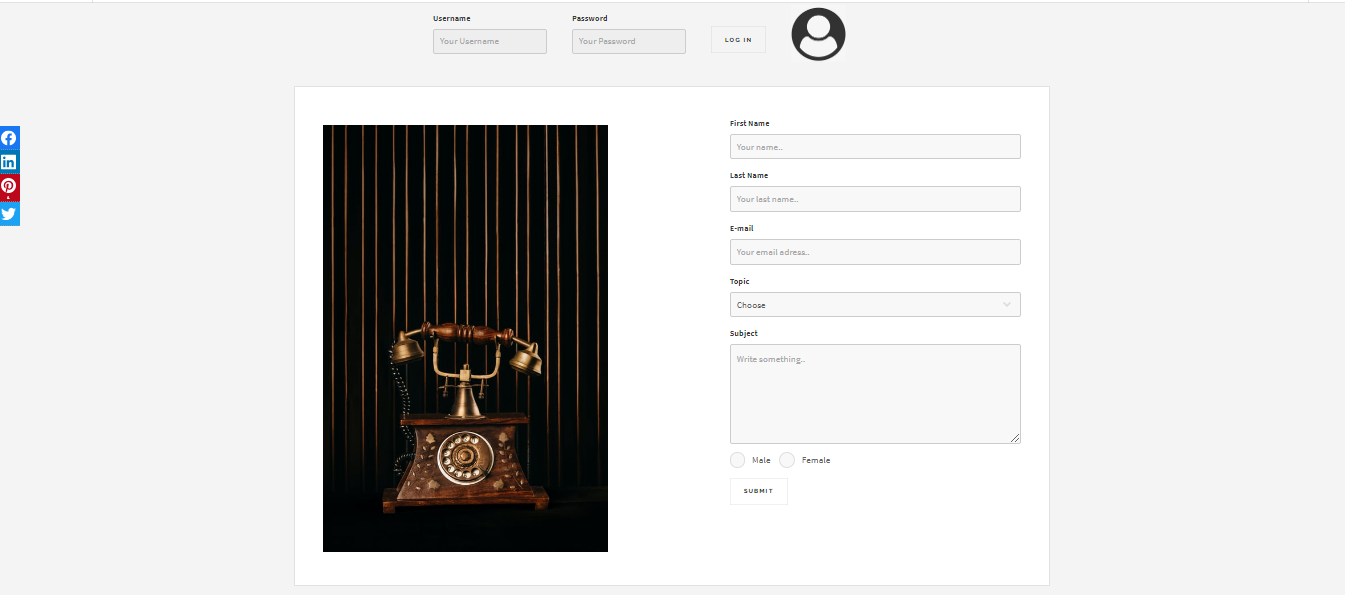 Username
Password
Your Username
Your Password
LOG IN
First Name
Your name..
Last Name
Your last name..
E-mail
Your email adress..
Topic
Choose
Subject
Write something..
Male
Female
SUBMIT
in